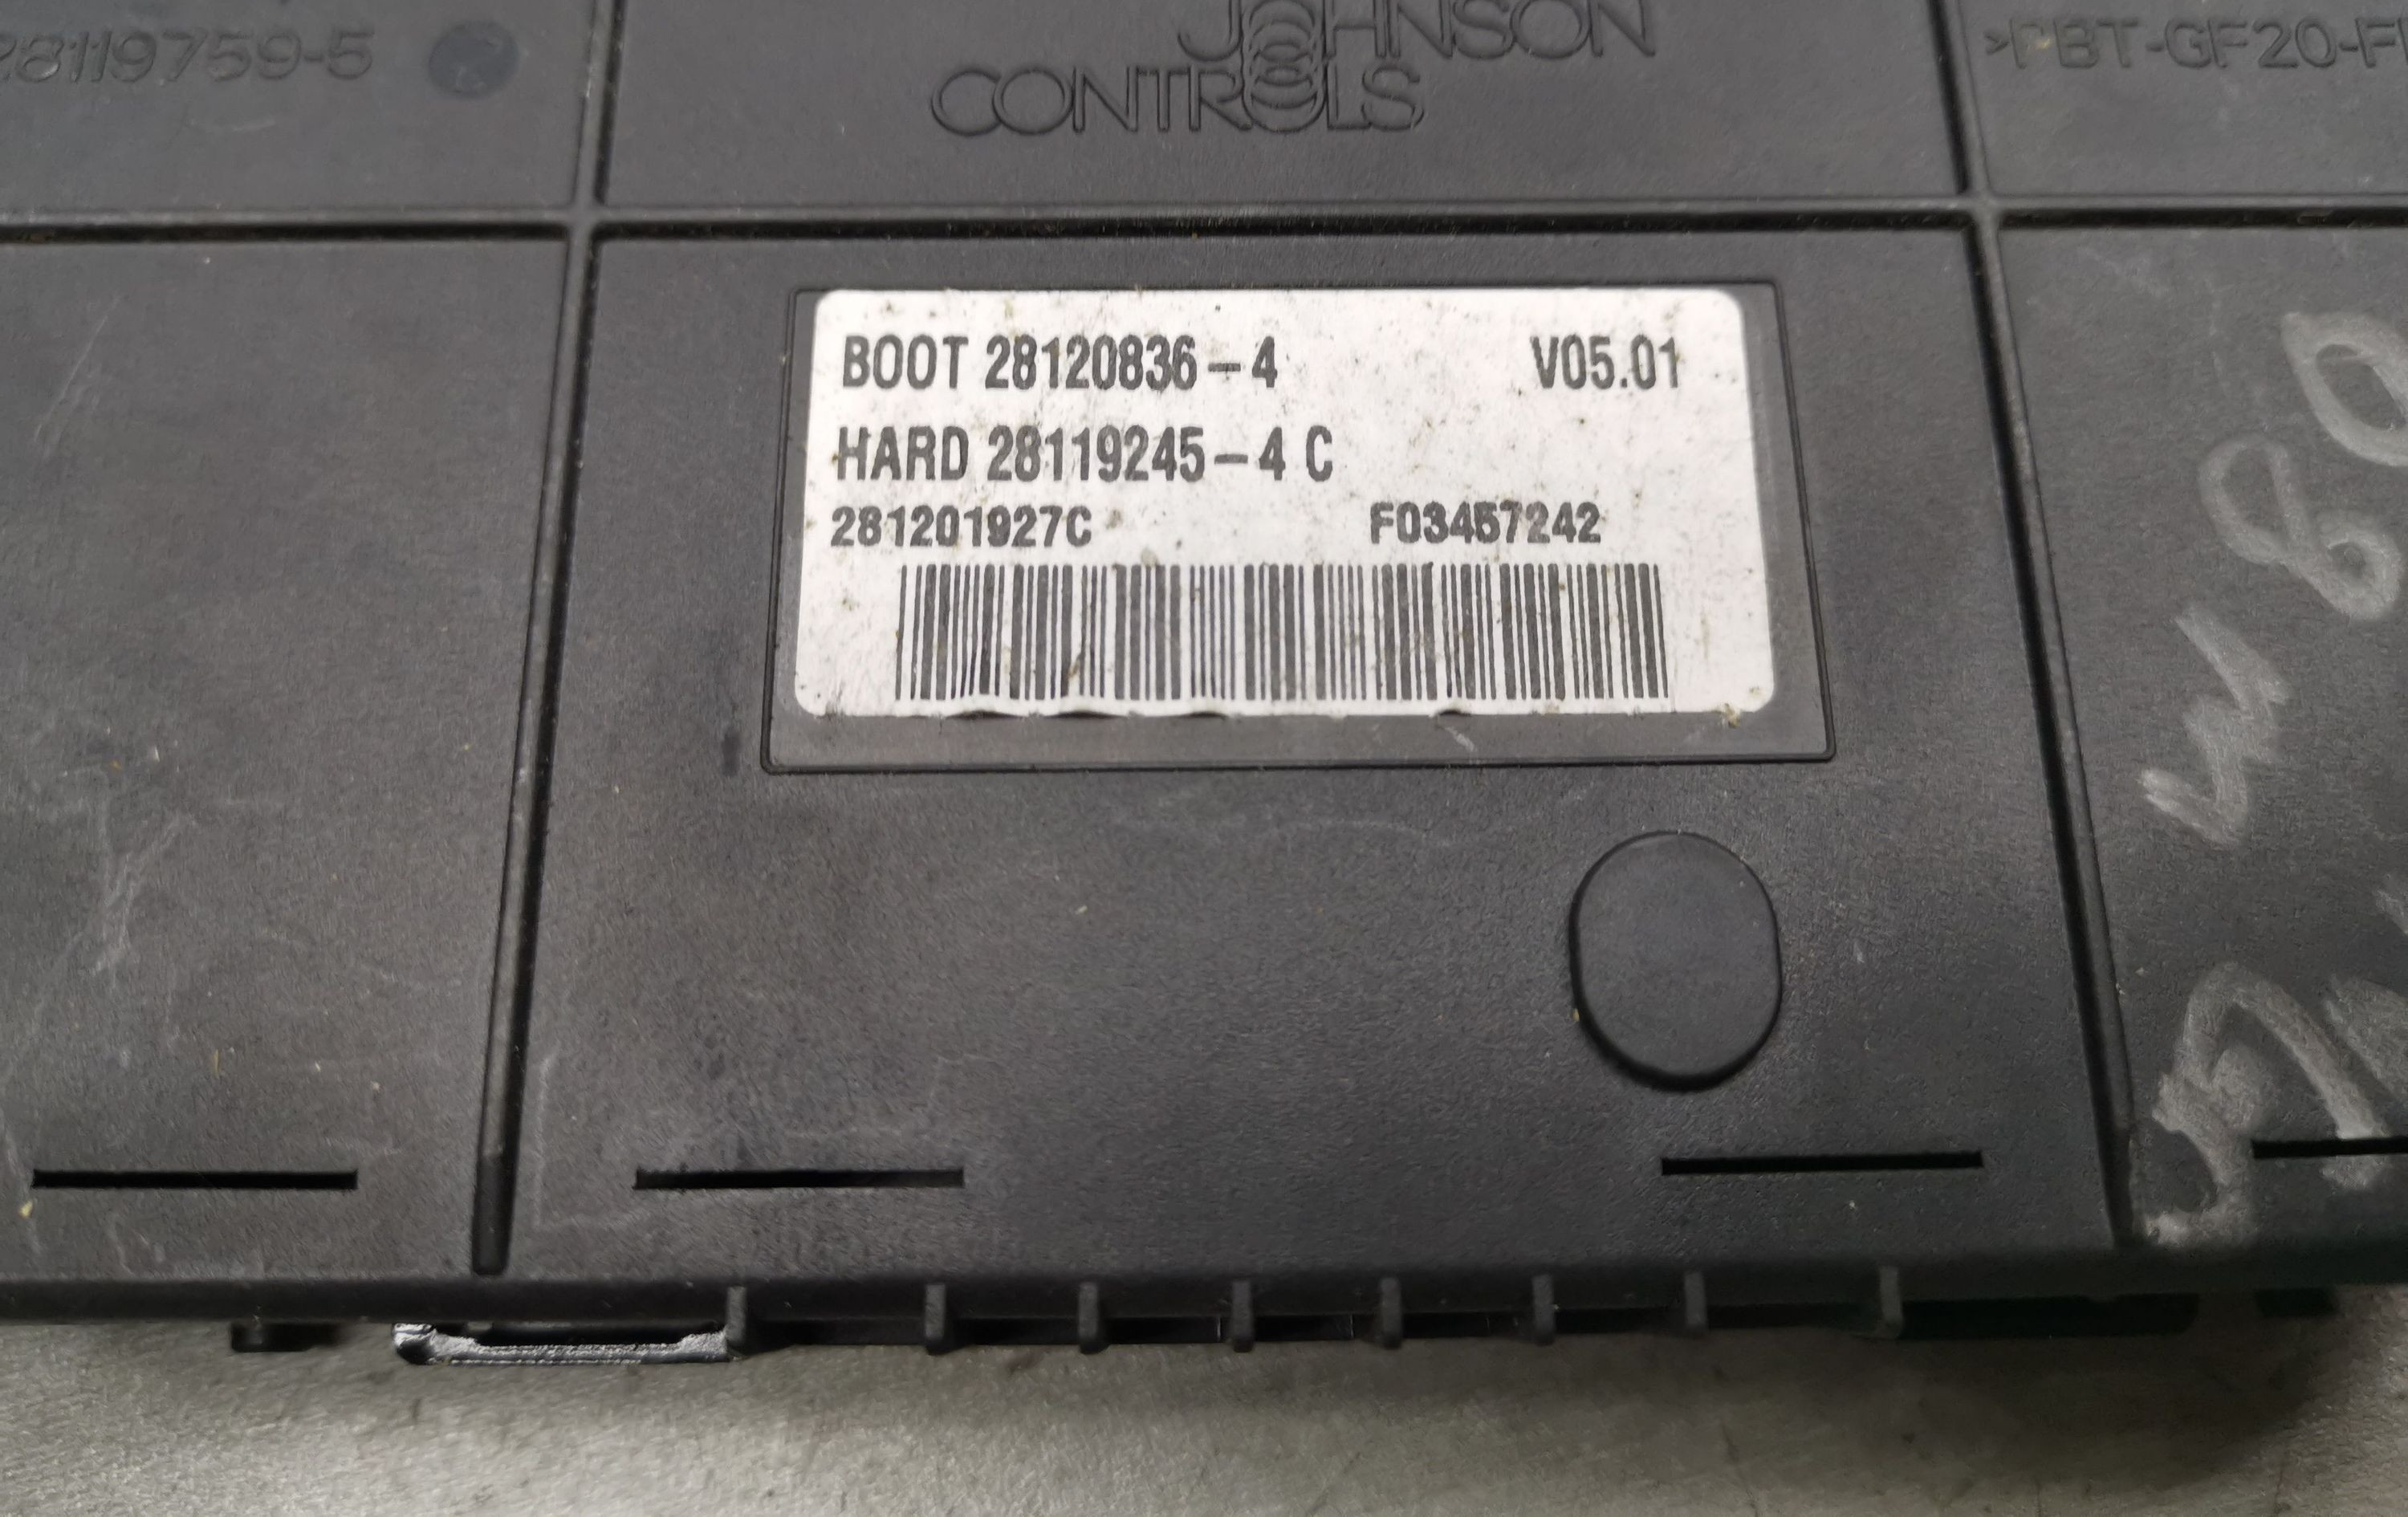 28119759-5
JOHNSON
CONTROLS
>PBT-GF20-F
BOOT 28120836-4 V05.01
HARD 28119245-4 C
281201927C F03457242